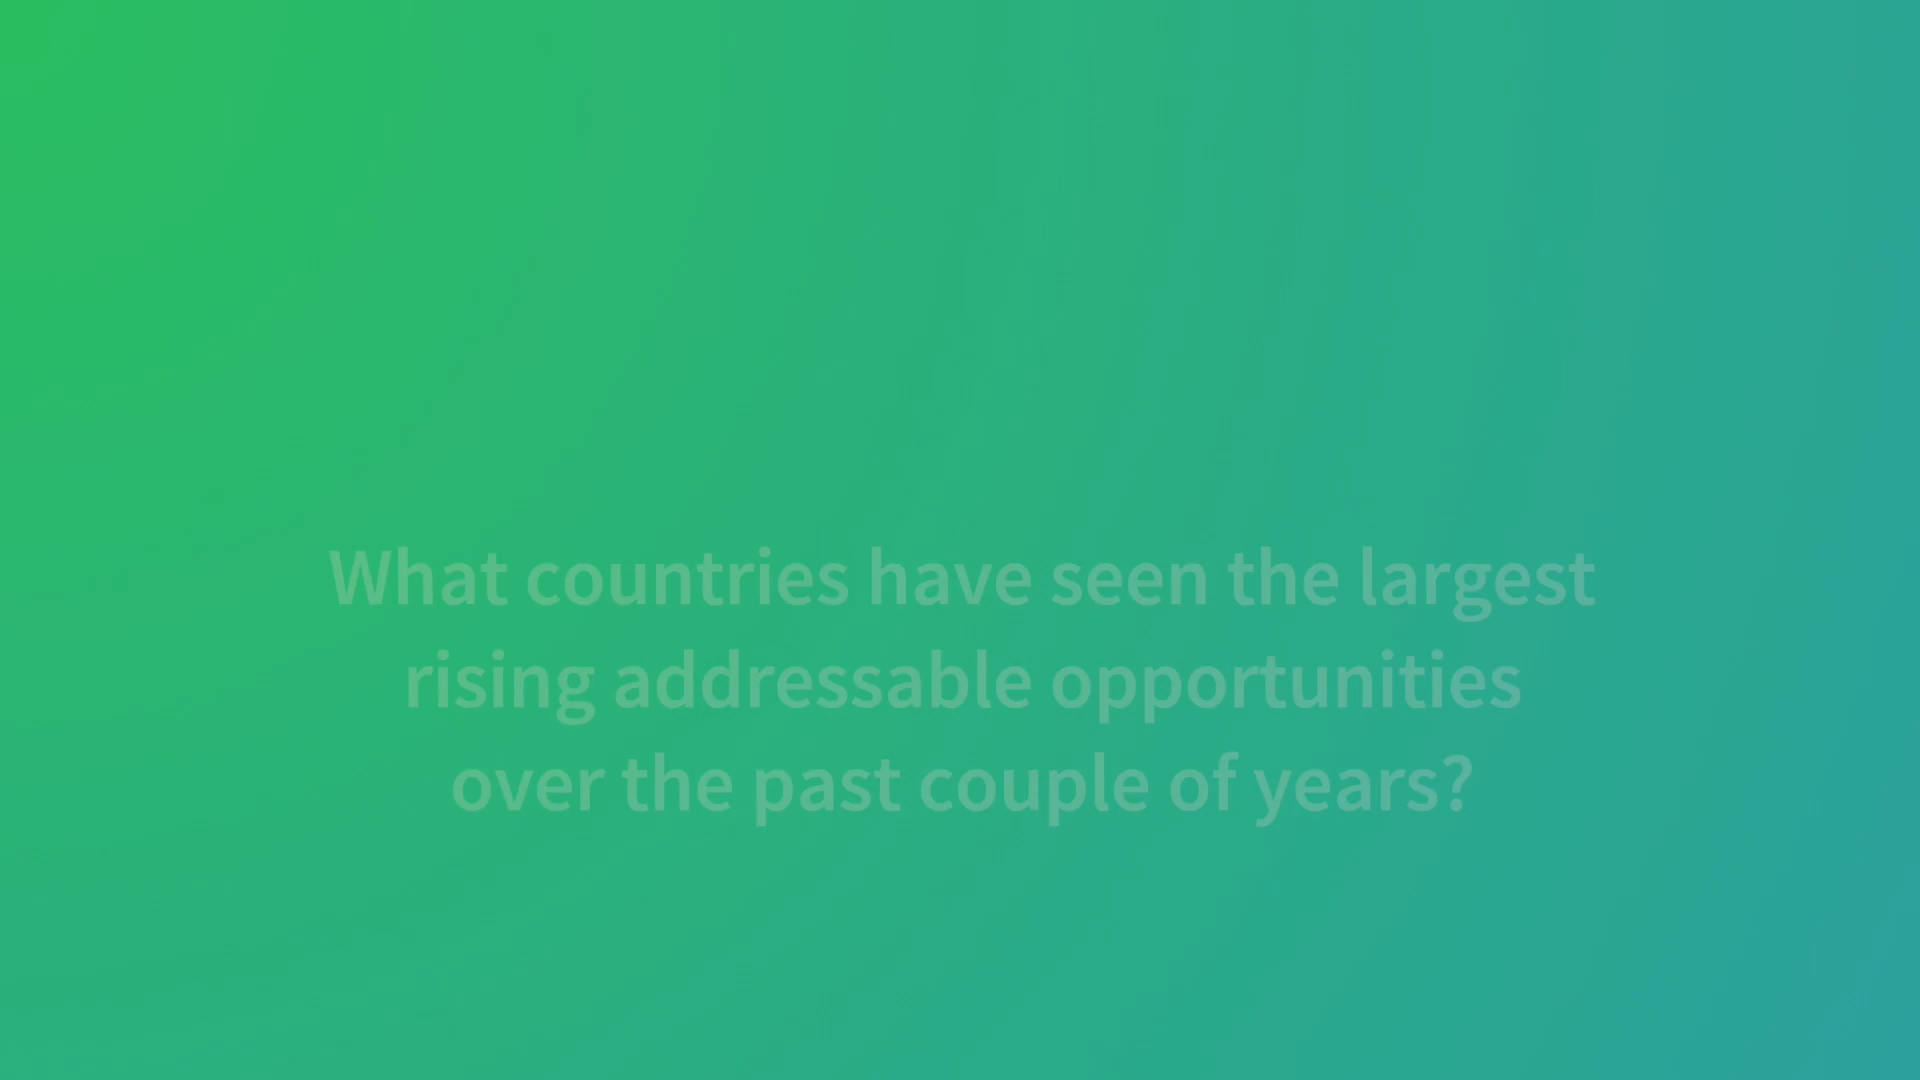 What countries have seen the largest
rising addressable opportunities
over the past couple of years?